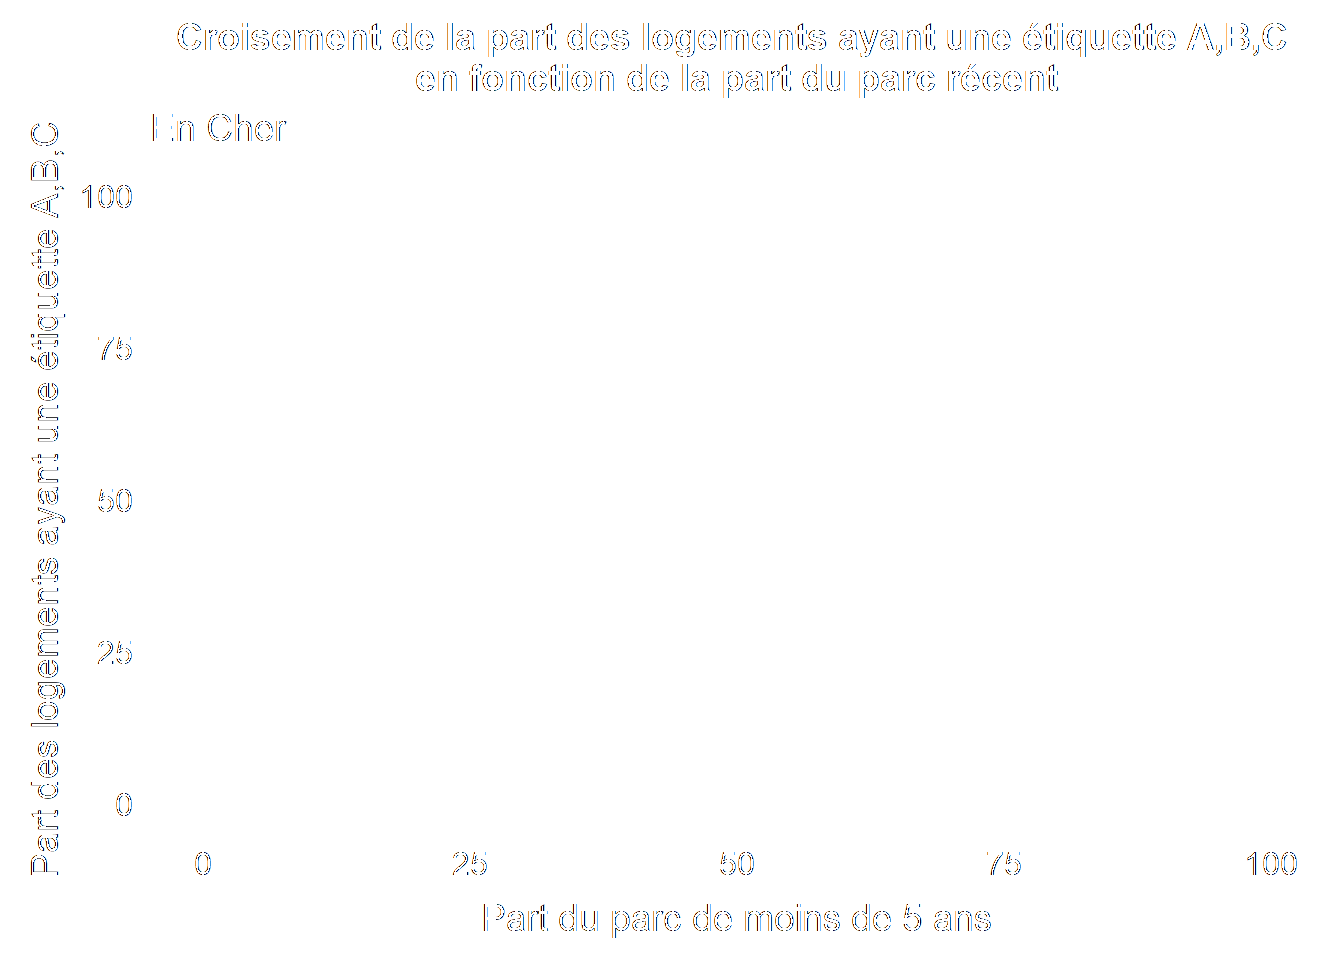 Croisement de la part des logements ayant une étiquette A,B,C
en fonction de la part du parc récent
En Cher
Part des logements ayant une étiquette A,B,C
100
75
50
25
0
0 25 50 75 100
Part du parc de moins de 5 ans